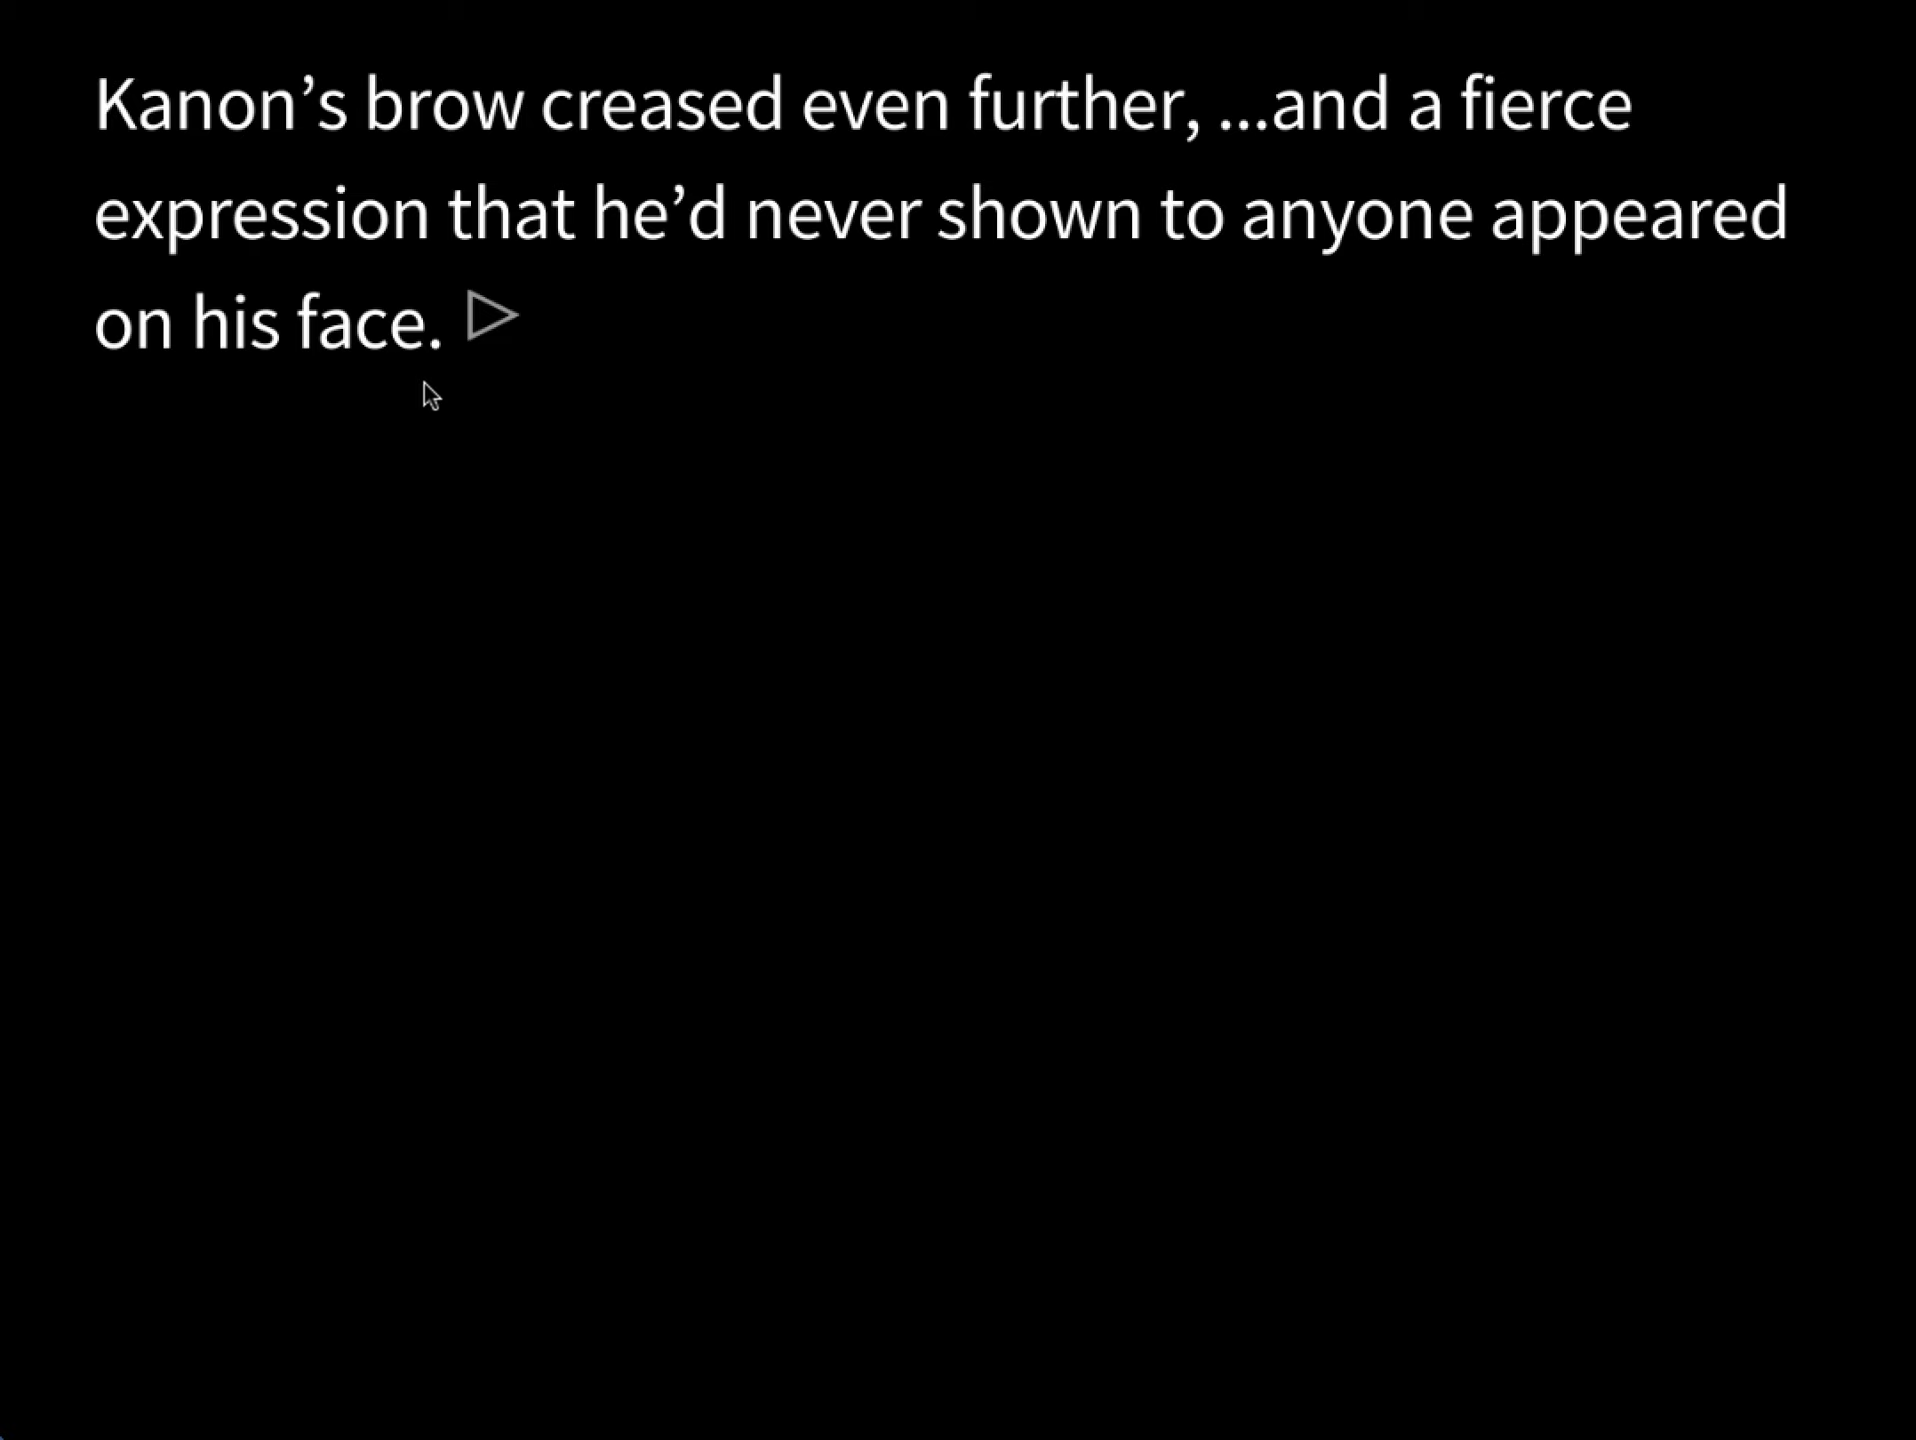 Kanon’s brow creased even further, ...and a fierce
expression that he’d never shown to anyone appeared
on his face.